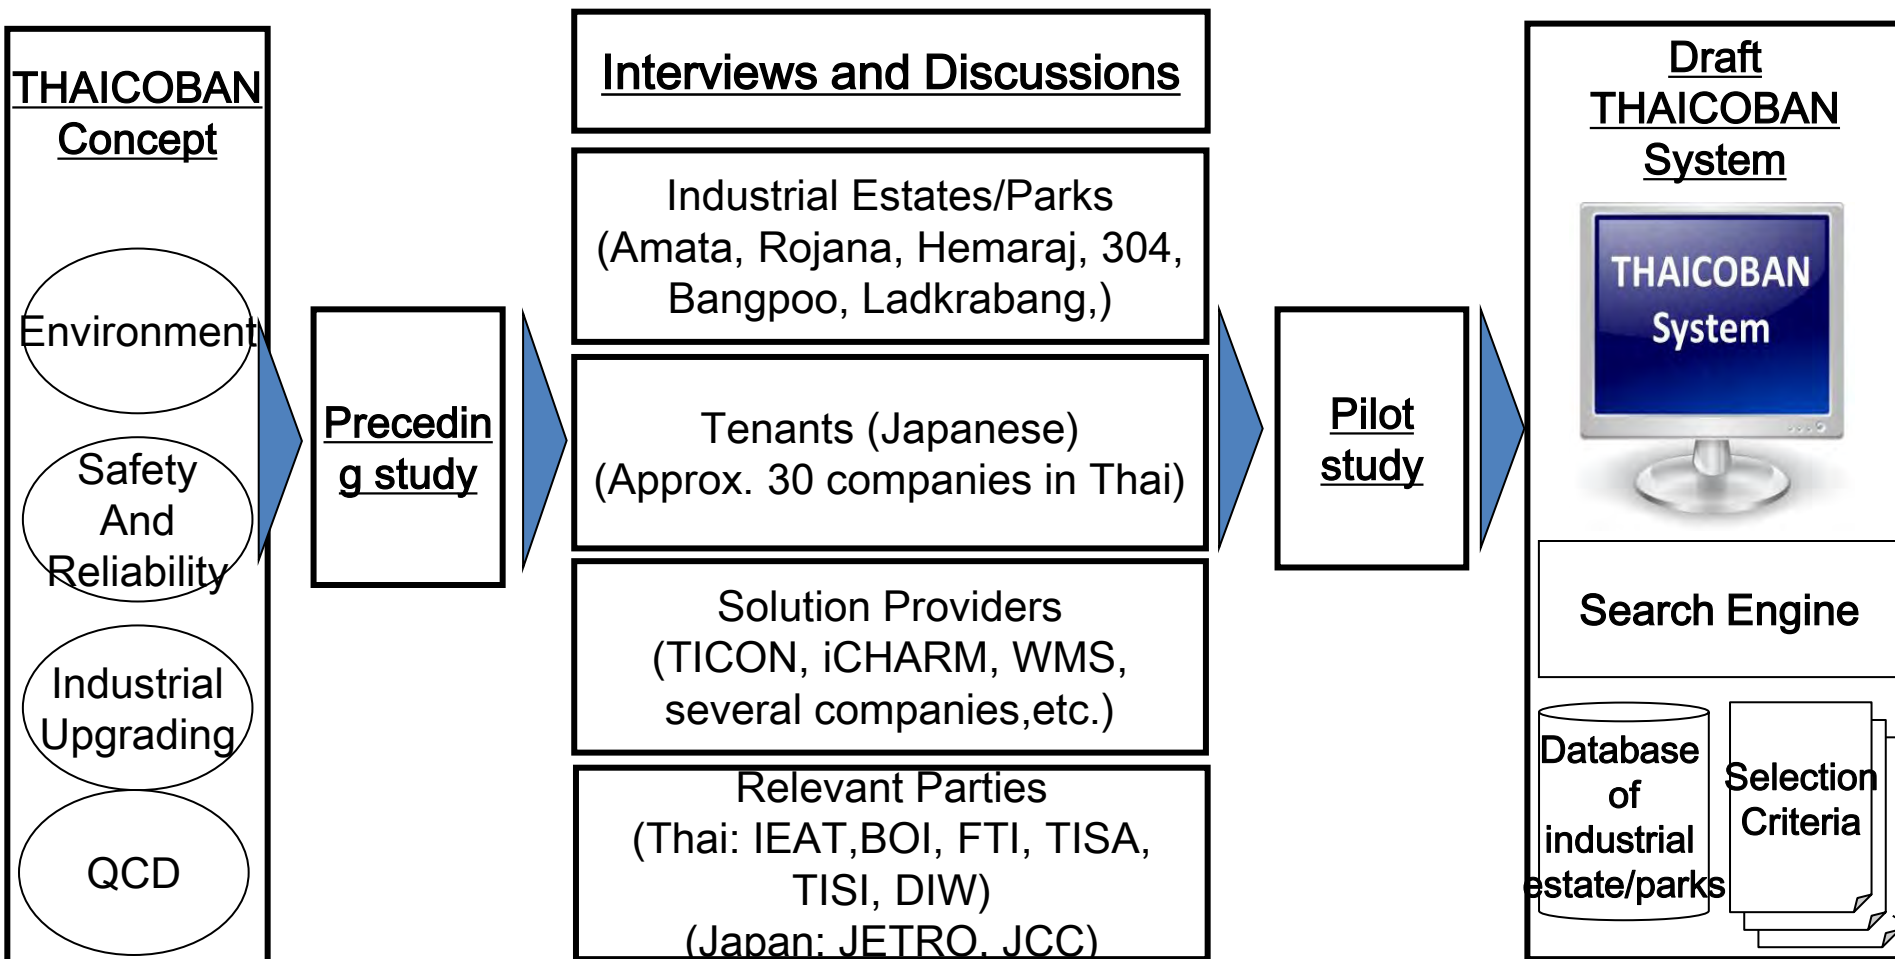 THAICOBAN
Concept
Environment
Safety
And
Reliability
Industrial
Upgrading
QCD
Precedin
g study
Interviews and Discussions
Industrial Estates/Parks
(Amata, Rojana, Hemaraj, 304,
Bangpoo, Ladkrabang,)
Tenants (Japanese)
(Approx. 30 companies in Thai)
Solution Providers
(TICON, iCHARM, WMS,
several companies,etc.)
Relevant Parties
(Thai: IEAT,BOI, FTI, TISA,
TISI, DIW)
(Japan: JETRO, JCC)
Pilot
study
Draft
THAICOBAN
System
THAICOBAN
System
Search Engine
Database
of
industrial
estate/parks
Selection
Criteria